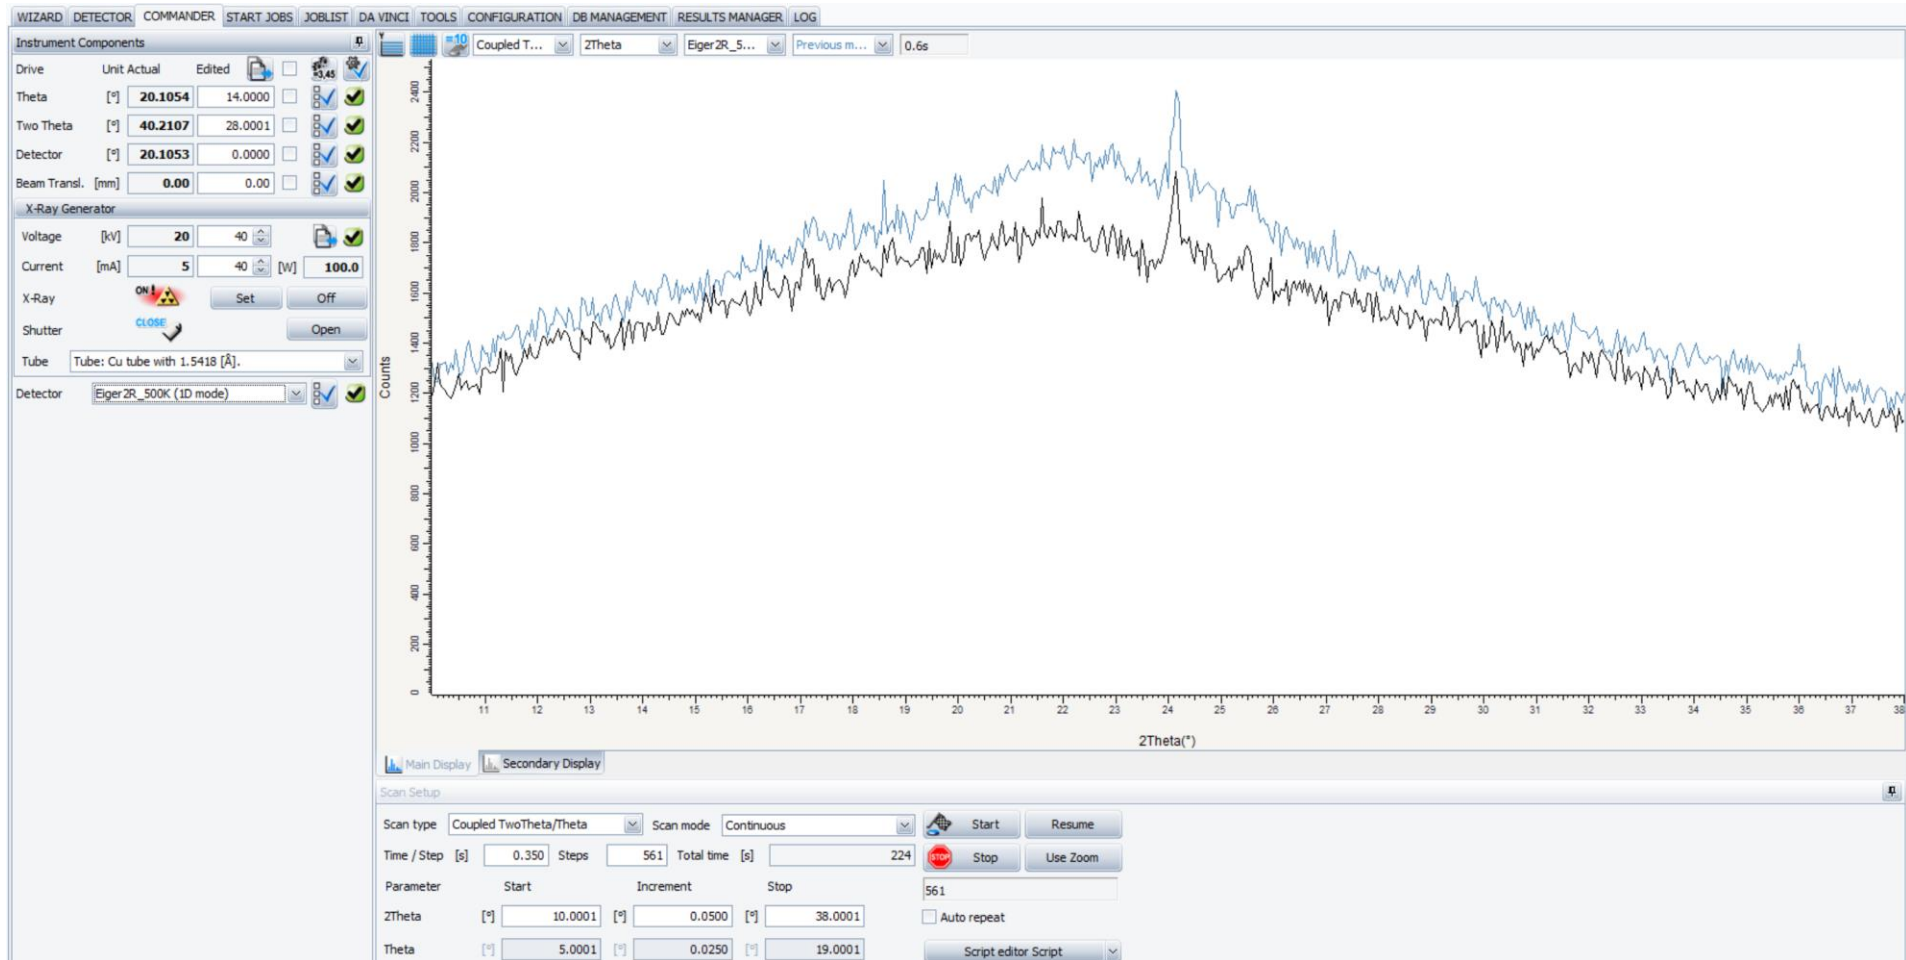 WIZARD DETECTOR COMMANDER START JOBS JOBLIST DA VINCI TOOLS CONFIGURATION DB MANAGEMENT RESULTS MANAGER LOG
Instrument Components
Drive Unit Actual Edited =3,45
Theta [°] 20.1054 14.0000
Two Theta [°] 40.2107 28.0001
Detector [°] 20.1053 0.0000
Beam Transl. [mm] 0.00 0.00
X-Ray Generator
Voltage [kV] 20 40
Current [mA] 5 40 [W] 100.0
X-Ray ON! Set Off
Shutter CLOSE Open
Tube Tube: Cu tube with 1.5418 [Å].
Detector Eiger2R_500K (1D mode)
Y =10 Coupled T... 2Theta Eiger2R_5... Previous m... 0.6s
Counts
2400
2200
2000
1800
1600
1400
1200
1000
800
600
400
200
0
11 12 13 14 15 16 17 18 19 20 21 22 23 24 25 26 27 28 29 30 31 32 33 34 35 36 37 38
2Theta(°)
Main Display Secondary Display
Scan Setup
Scan type Coupled TwoTheta/Theta Scan mode Continuous Start Resume
Time / Step [s] 0.350 Steps 561 Total time [s] 224 STOP Stop Use Zoom
Parameter Start Increment Stop 561
2Theta [°] 10.0001 [°] 0.0500 [°] 38.0001 Auto repeat
Theta [°] 5.0001 [°] 0.0250 [°] 19.0001 Script editor Script